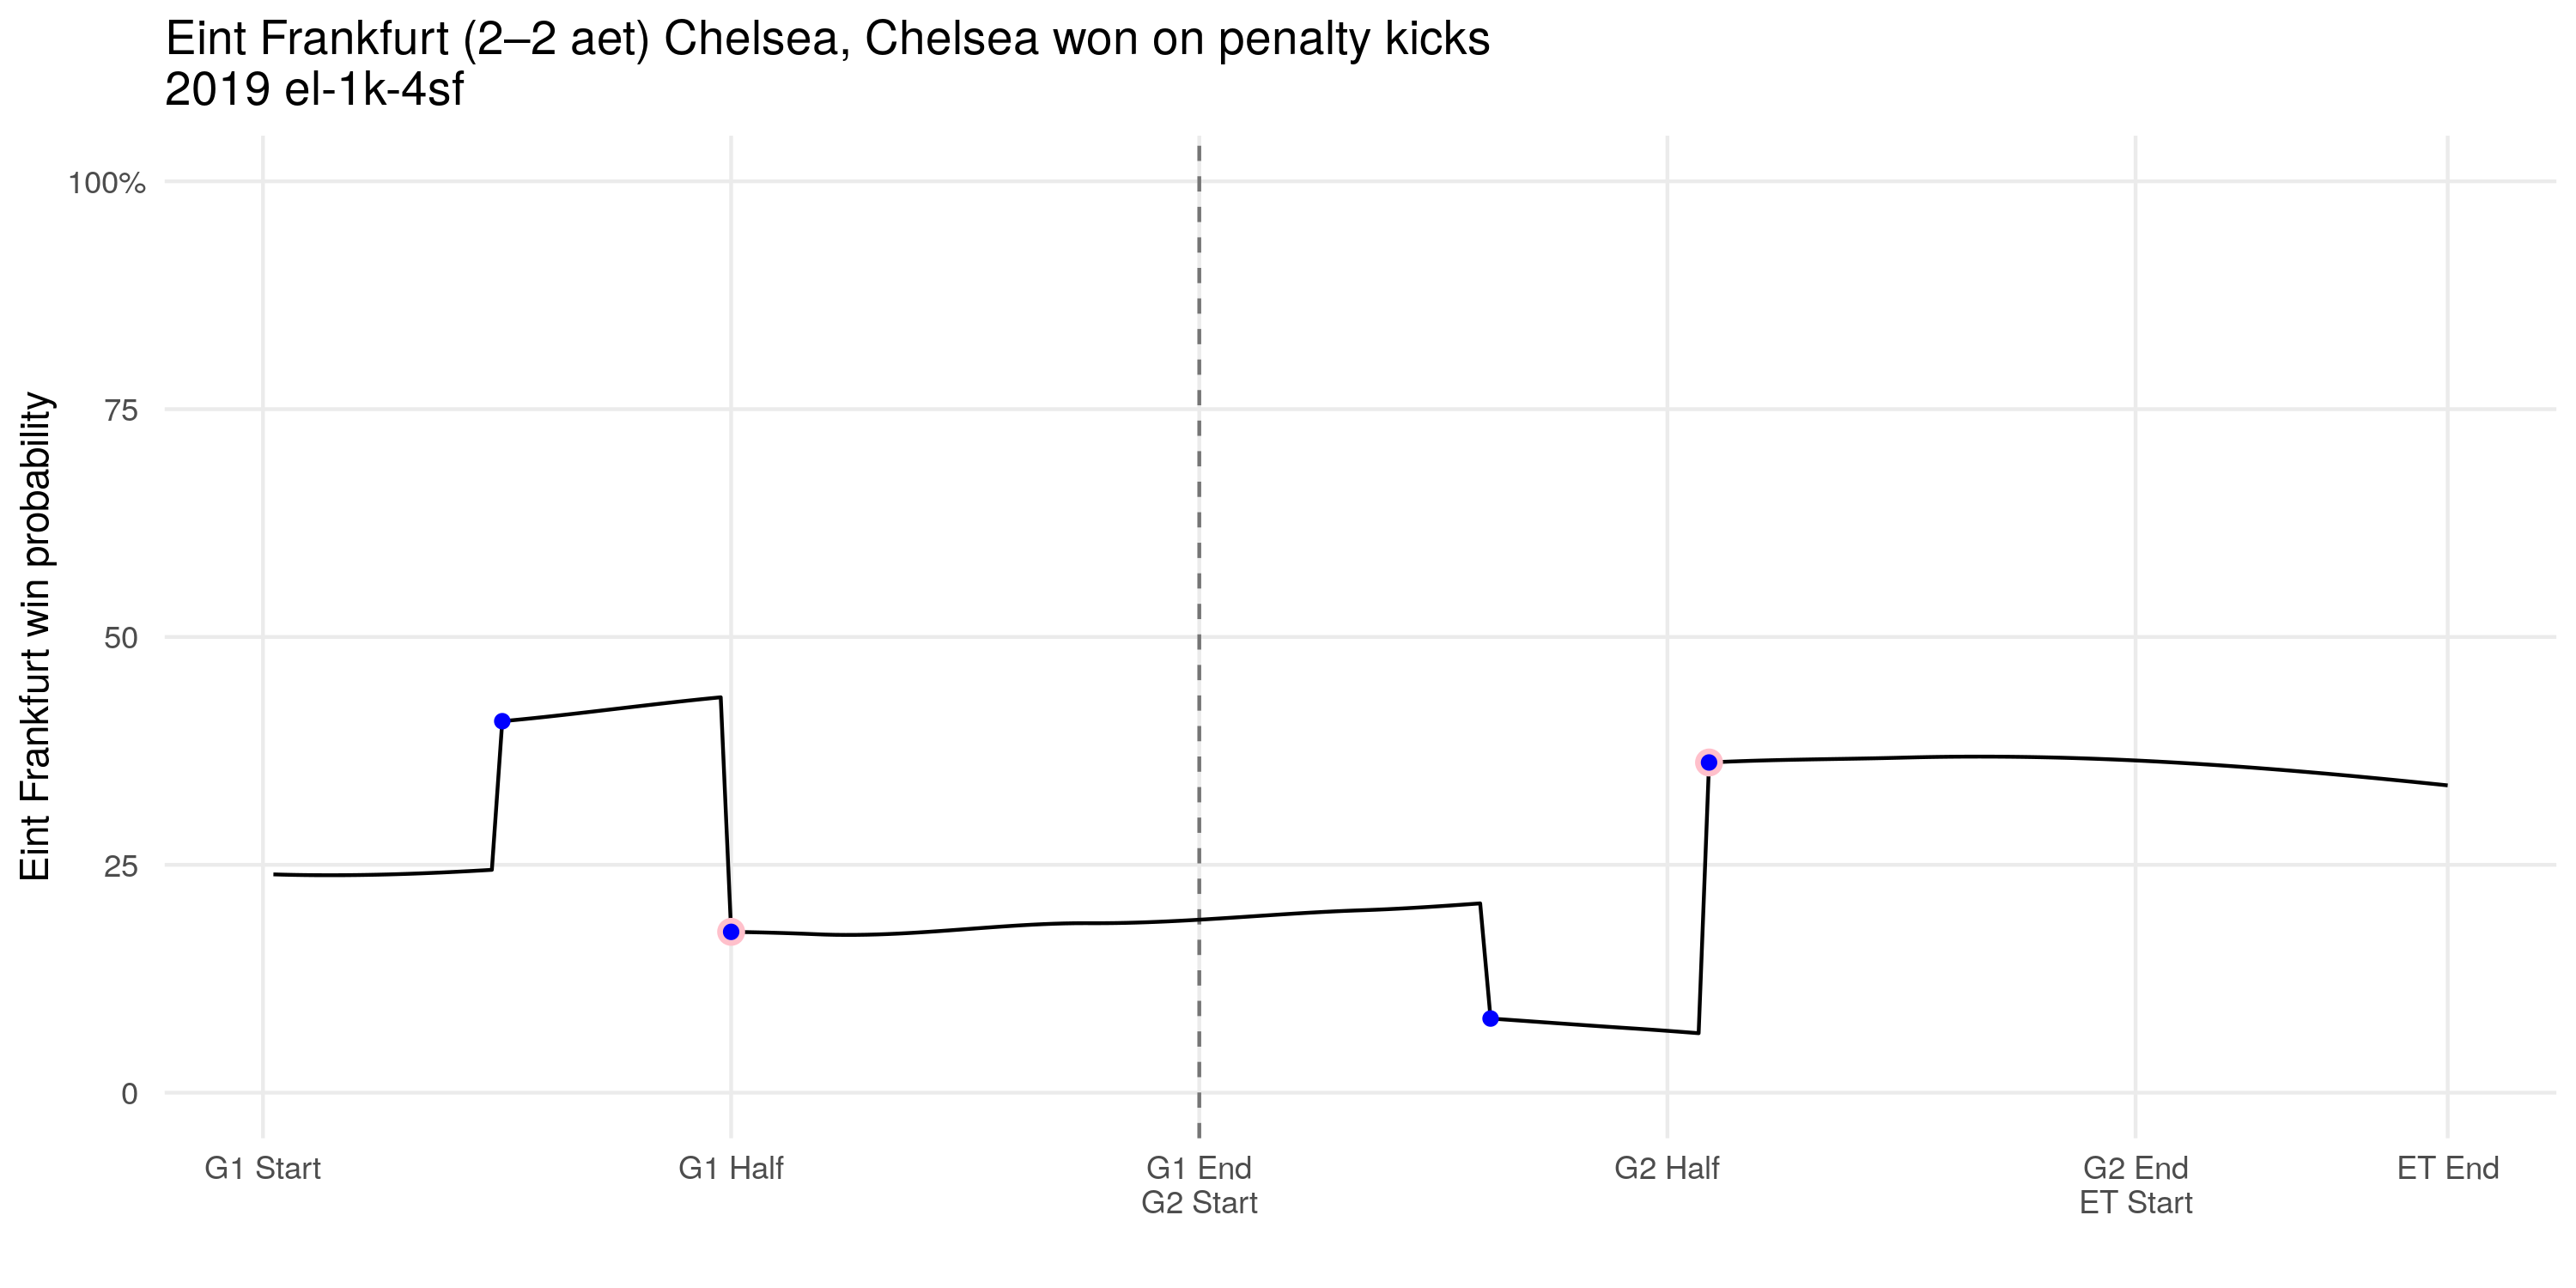 Eint Frankfurt (2–2 aet) Chelsea, Chelsea won on penalty kicks
2019 el-1k-4sf
Eint Frankfurt win probability
100%
75
50
25
0
G1 Start
G1 Half
G1 End
G2 Start
G2 Half
G2 End
ET Start
ET End